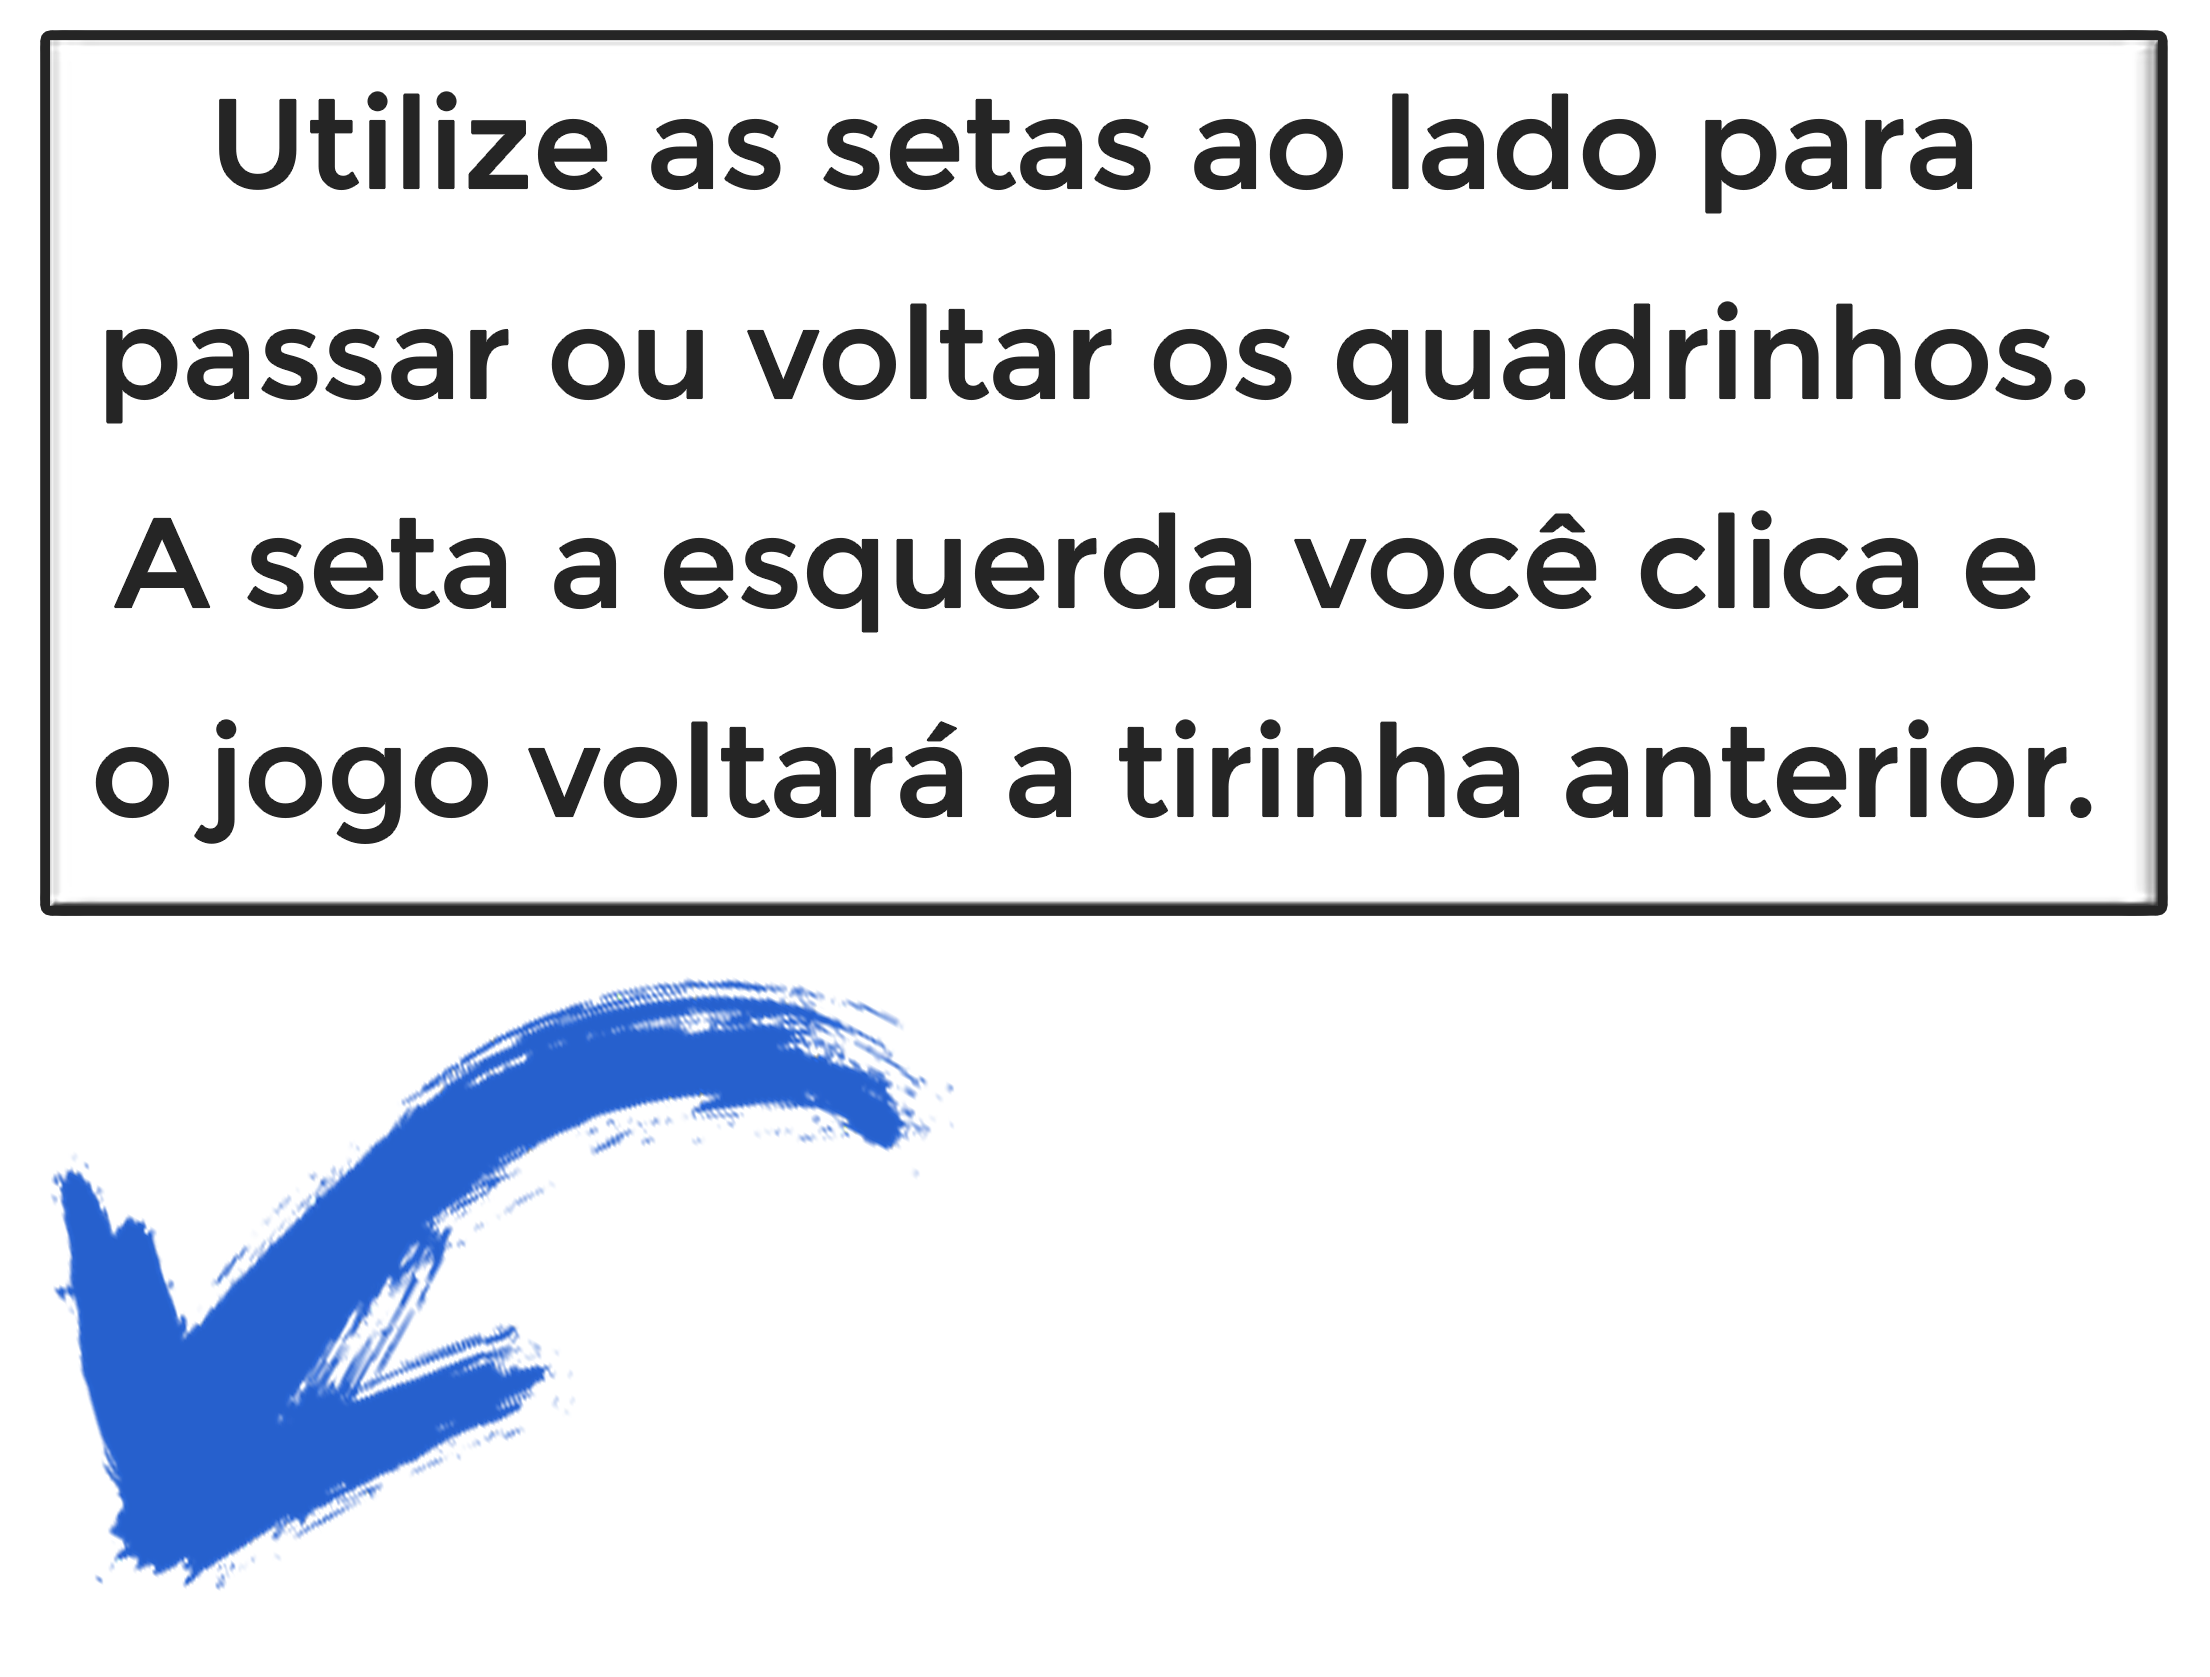 Utilize as setas ao lado para
passar ou voltar os quadrinhos.
A seta a esquerda você clica e
o jogo voltará a tirinha anterior.